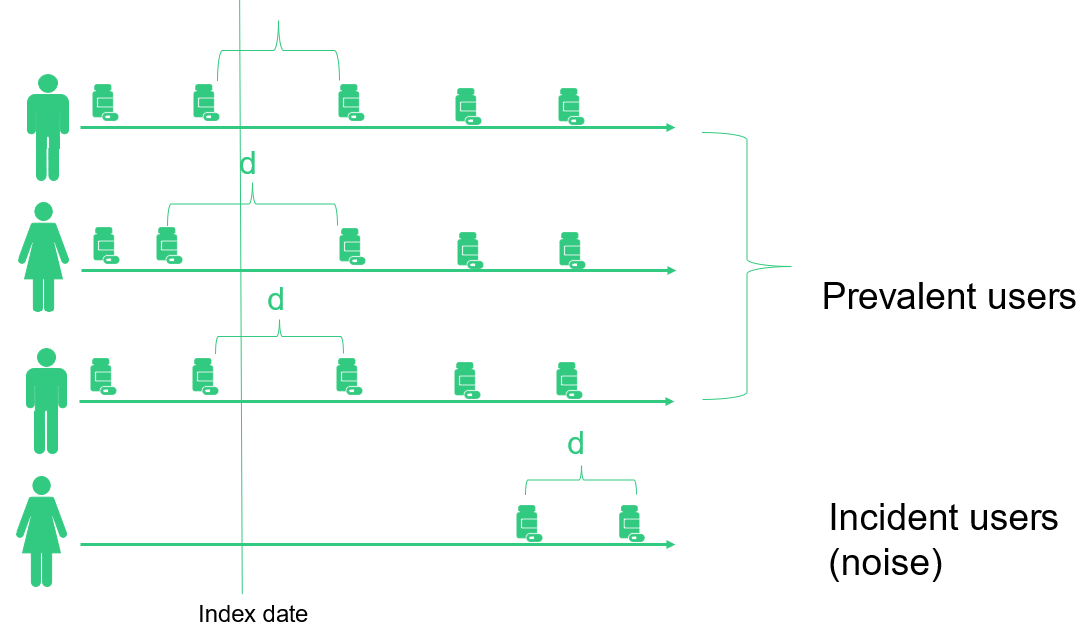 d
d
Prevalent users
d
Incident users
(noise)
Index date